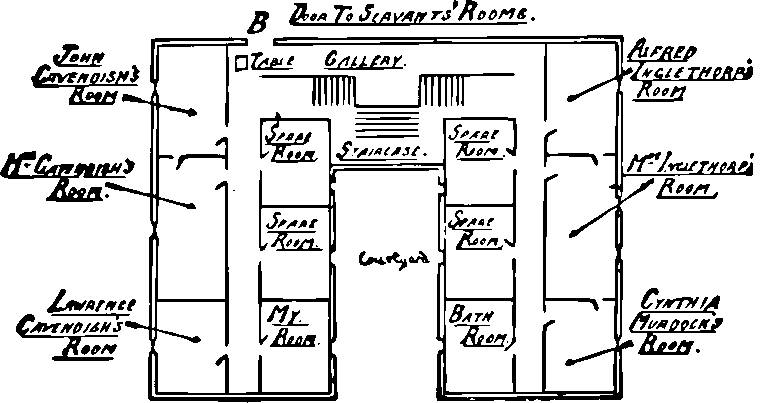 B DOOR TO SERVANTS' ROOMS.
JOHN
CAVENDISH'S
ROOM
TABLE GALLERY.
ALFRED
INGLETHORP'S
ROOM
SPARE
ROOM
STAIRCASE.
SPARE
ROOM.
MRS CAVENDISH'S
ROOM.
MRS INGLETHORP'S
ROOM.
SPARE
ROOM.
SPARE
ROOM.
Courtyard
LAWRENCE
CAVENDISH'S
ROOM
MY.
ROOM.
BATH
ROOM.
CYNTHIA
MURDOCK'S
ROOM.